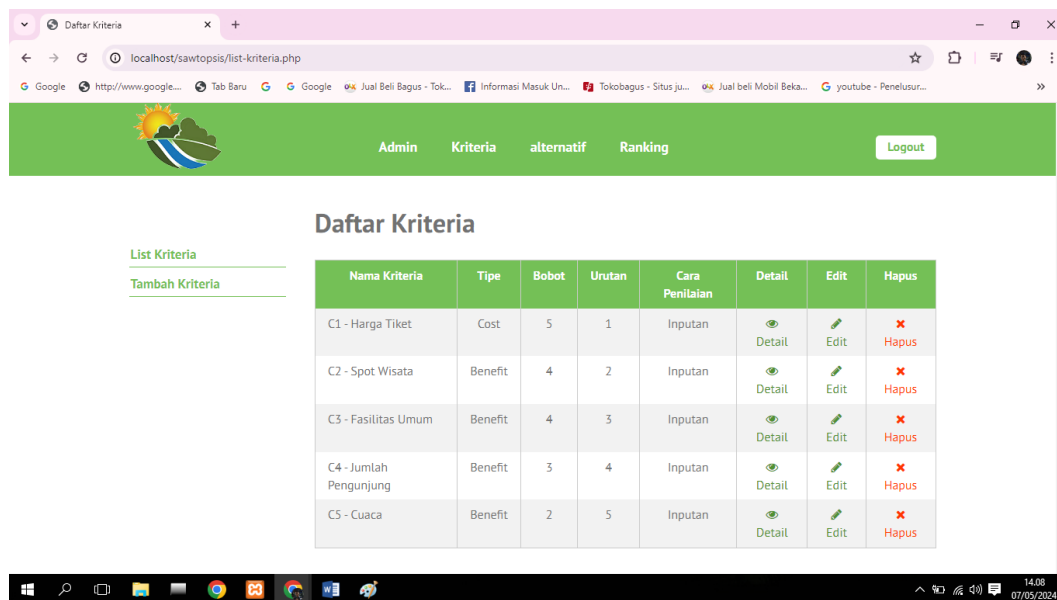 Daftar Kriteria
localhost/sawtopsis/list-kriteria.php
Google http://www.google.... Tab Baru G Google Jual Beli Bagus - Tok... Informasi Masuk Un... Tokobagus - Situs ju... Jual beli Mobil Beka... youtube - Penelusur...
Admin Kriteria alternatif Ranking Logout
Daftar Kriteria
List Kriteria
Tambah Kriteria
Nama Kriteria Tipe Bobot Urutan Cara Penilaian Detail Edit Hapus
C1 - Harga Tiket Cost 5 1 Inputan Detail Edit Hapus
C2 - Spot Wisata Benefit 4 2 Inputan Detail Edit Hapus
C3 - Fasilitas Umum Benefit 4 3 Inputan Detail Edit Hapus
C4 - Jumlah Pengunjung Benefit 3 4 Inputan Detail Edit Hapus
C5 - Cuaca Benefit 2 5 Inputan Detail Edit Hapus
14.08
07/05/2024